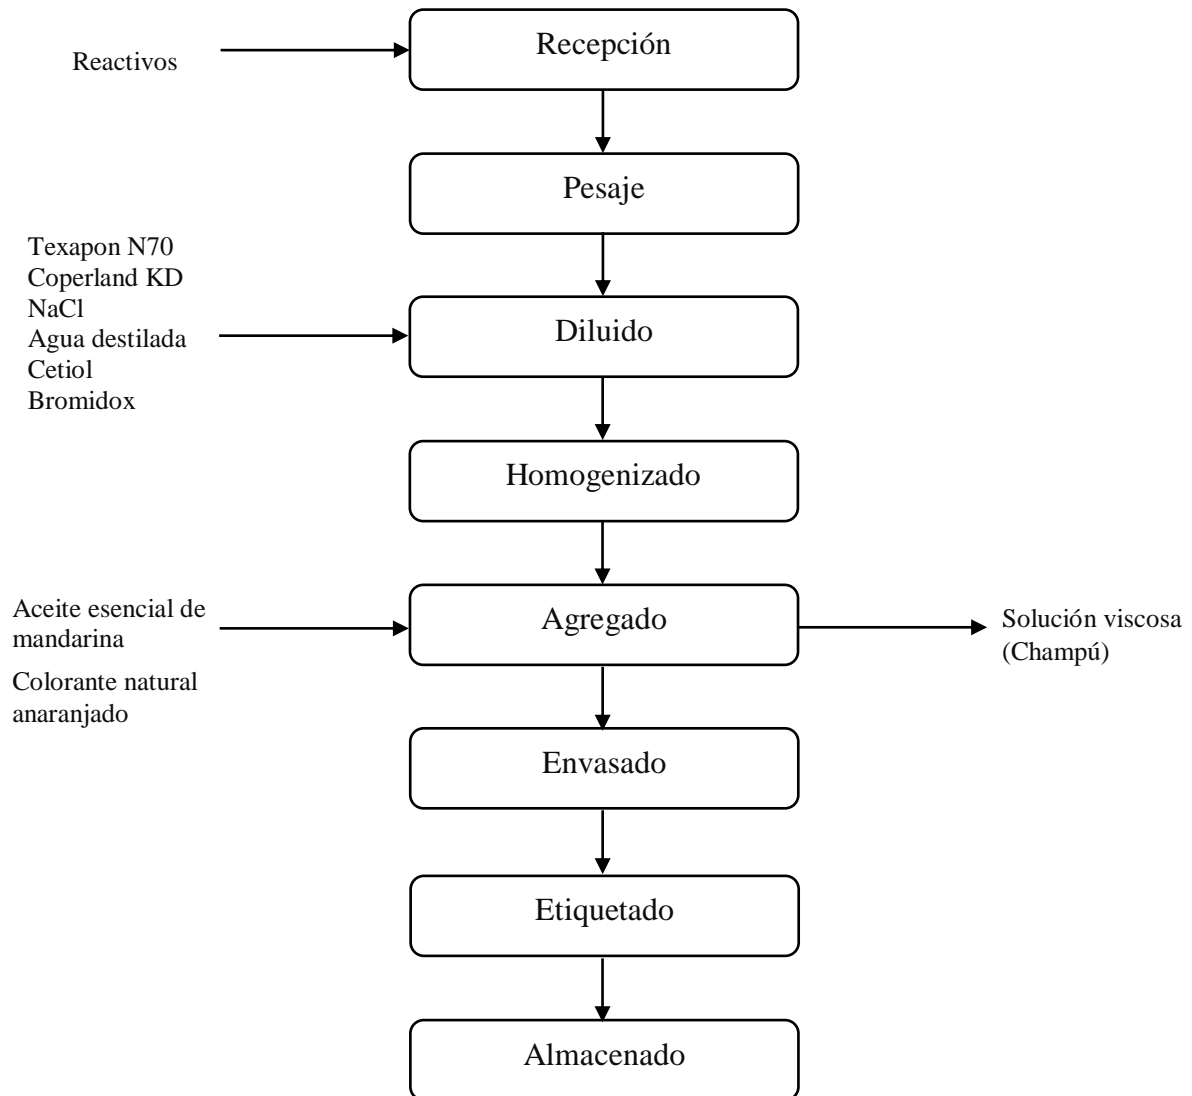 Recepción
Reactivos
Pesaje
Texapon N70
Coperland KD
NaCl
Agua destilada
Cetiol
Bromidox
Diluido
Homogenizado
Aceite esencial de
mandarina
Colorante natural
anaranjado
Agregado
Solución viscosa
(Champú)
Envasado
Etiquetado
Almacenado